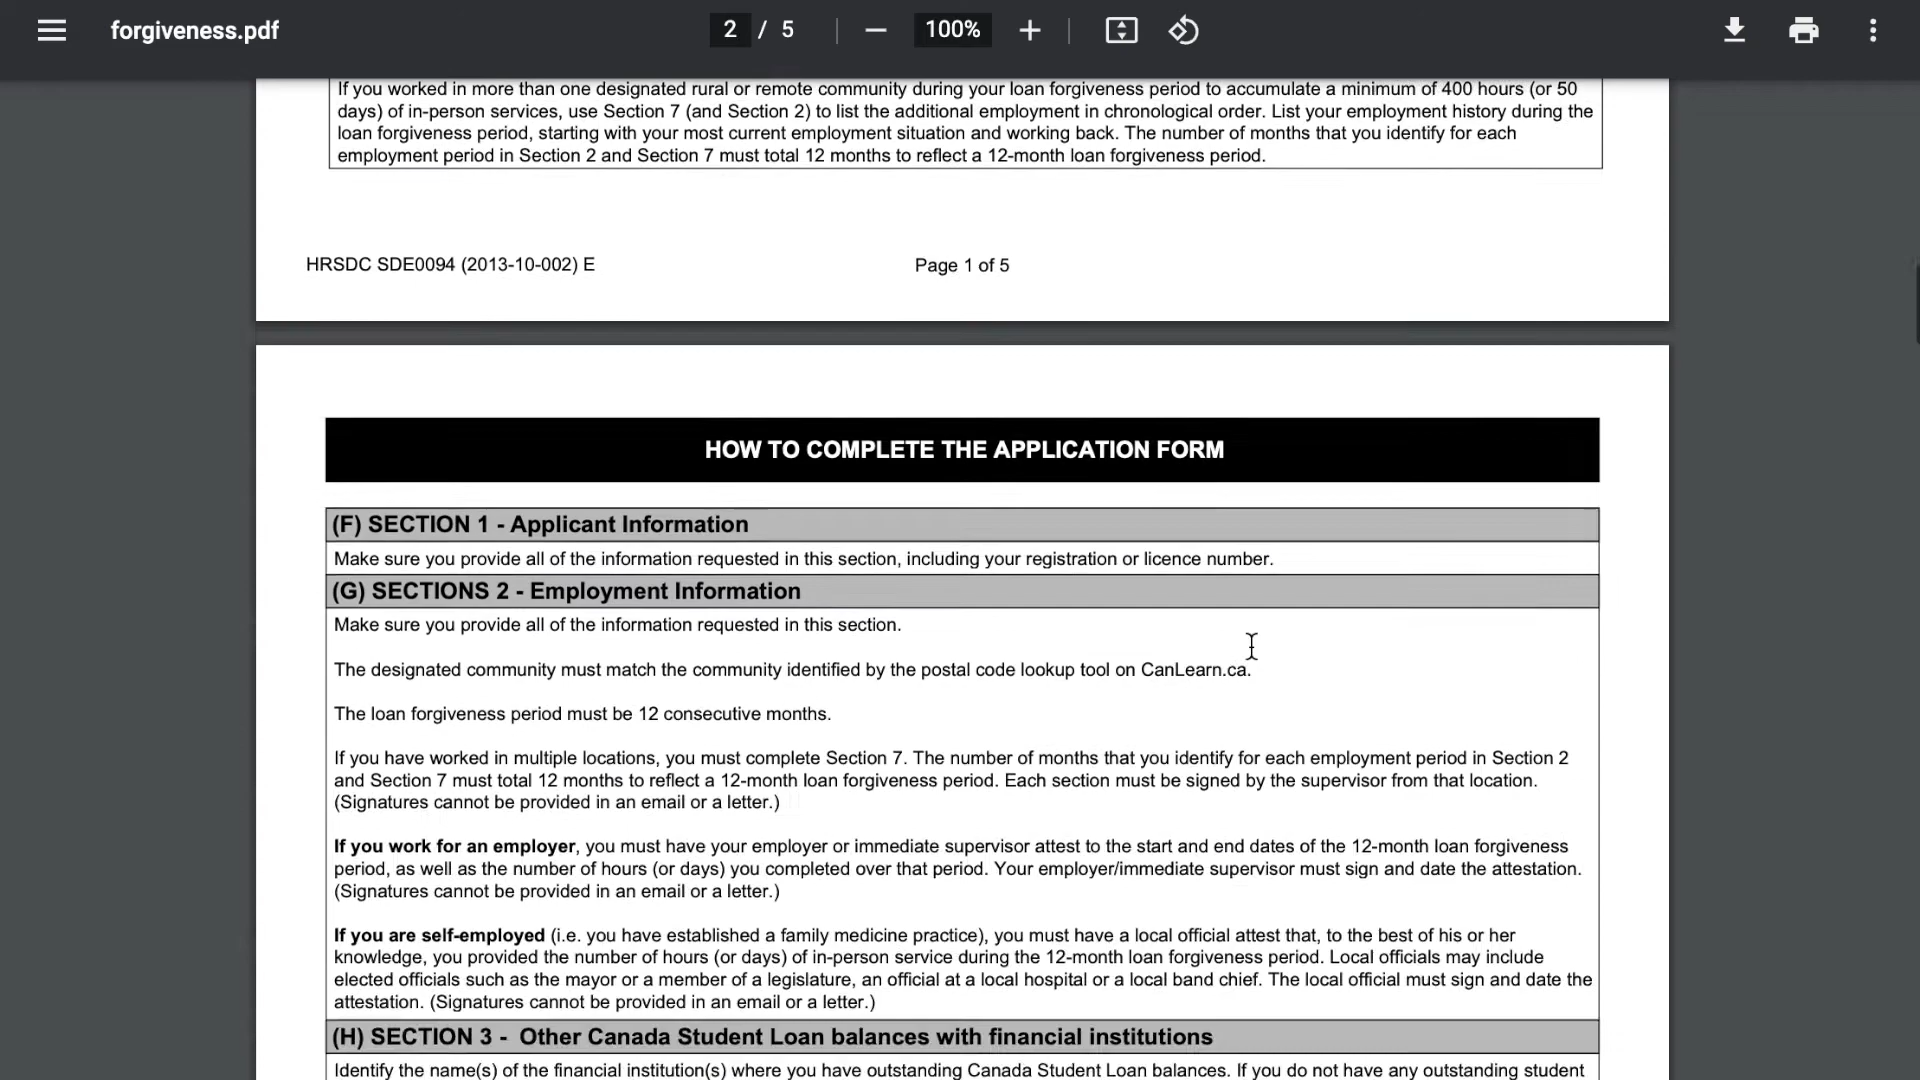 forgiveness.pdf
2 / 5
100%
If you worked in more than one designated rural or remote community during your loan forgiveness period to accumulate a minimum of 400 hours (or 50
days) of in-person services, use Section 7 (and Section 2) to list the additional employment in chronological order. List your employment history during the
loan forgiveness period, starting with your most current employment situation and working back. The number of months that you identify for each
employment period in Section 2 and Section 7 must total 12 months to reflect a 12-month loan forgiveness period.
HRSDC SDE0094 (2013-10-002) E
Page 1 of 5
HOW TO COMPLETE THE APPLICATION FORM
(F) SECTION 1 - Applicant Information
Make sure you provide all of the information requested in this section, including your registration or licence number.
(G) SECTIONS 2 - Employment Information
Make sure you provide all of the information requested in this section.
The designated community must match the community identified by the postal code lookup tool on CanLearn.ca.
The loan forgiveness period must be 12 consecutive months.
If you have worked in multiple locations, you must complete Section 7. The number of months that you identify for each employment period in Section 2
and Section 7 must total 12 months to reflect a 12-month loan forgiveness period. Each section must be signed by the supervisor from that location.
(Signatures cannot be provided in an email or a letter.)
If you work for an employer, you must have your employer or immediate supervisor attest to the start and end dates of the 12-month loan forgiveness
period, as well as the number of hours (or days) you completed over that period. Your employer/immediate supervisor must sign and date the attestation.
(Signatures cannot be provided in an email or a letter.)
If you are self-employed (i.e. you have established a family medicine practice), you must have a local official attest that, to the best of his or her
knowledge, you provided the number of hours (or days) of in-person service during the 12-month loan forgiveness period. Local officials may include
elected officials such as the mayor or a member of a legislature, an official at a local hospital or a local band chief. The local official must sign and date the
attestation. (Signatures cannot be provided in an email or a letter.)
(H) SECTION 3 - Other Canada Student Loan balances with financial institutions
Identify the name(s) of the financial institution(s) where you have outstanding Canada Student Loan balances. If you do not have any outstanding student